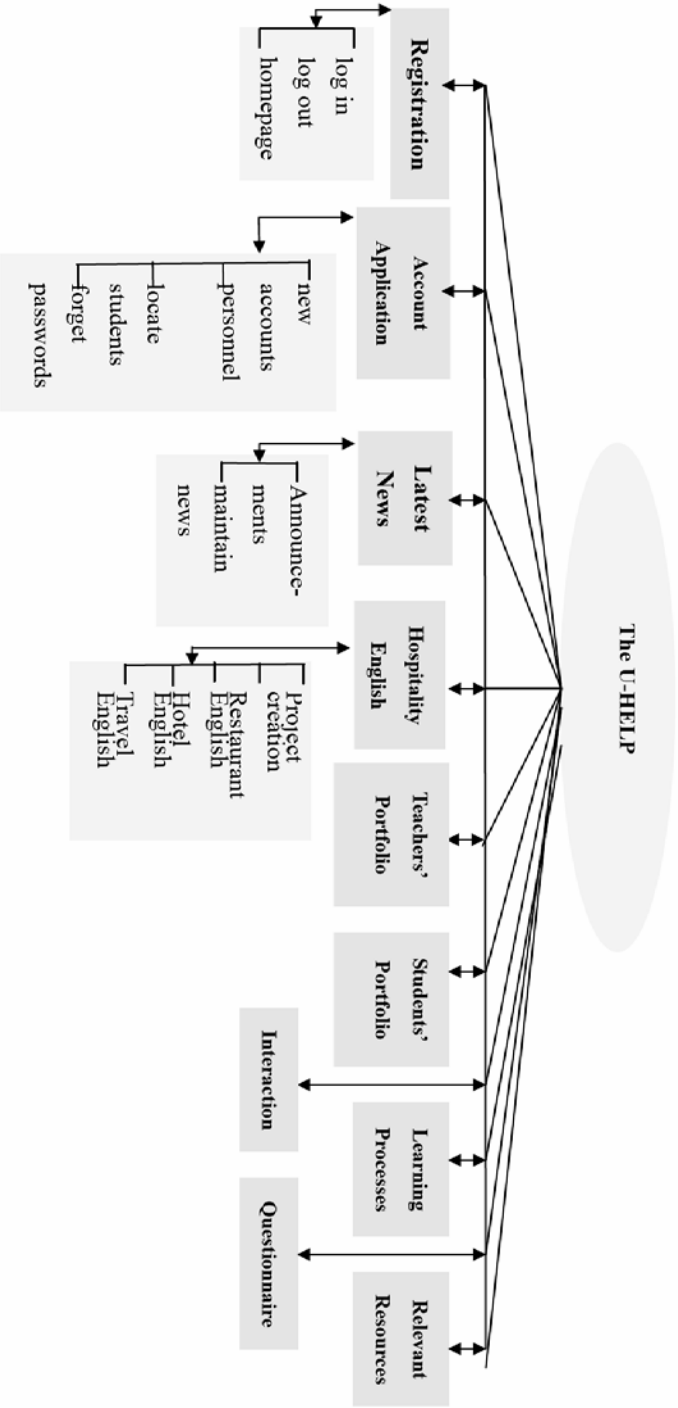 The U-HELP
Registration
log in
log out
homepage
Account
Application
new
accounts
personnel
locate
students
forget
passwords
Latest
News
Announce-
ments
maintain
news
Hospitality
English
Project
creation
Restaurant
English
Hotel
English
Travel
English
Teachers’
Portfolio
Students’
Portfolio
Interaction
Learning
Processes
Questionnaire
Relevant
Resources